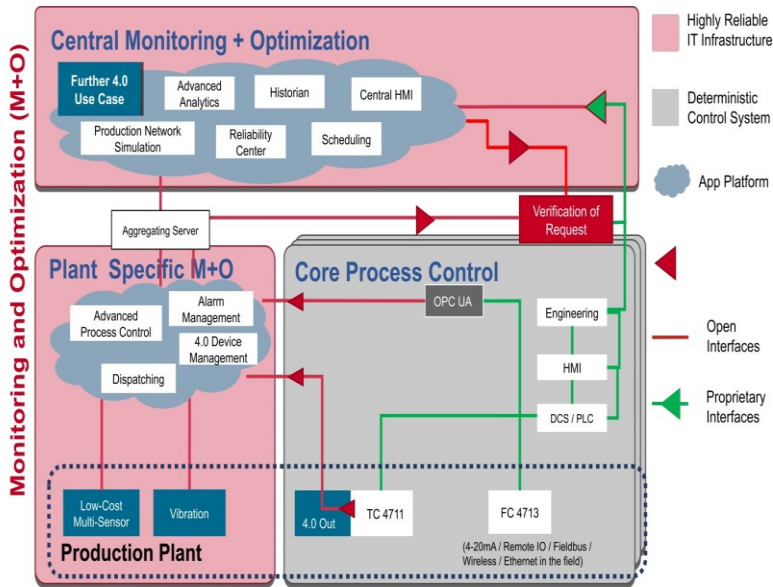 Monitoring and Optimization (M+O)
Central Monitoring + Optimization
Further 4.0
Use Case
Advanced
Analytics
Historian
Central HMI
Production Network
Simulation
Reliability
Center
Scheduling
Highly Reliable
IT Infrastructure
Deterministic
Control System
App Platform
Open
Interfaces
Proprietary
Interfaces
Aggregating Server
Verification of
Request
Plant Specific M+O
Advanced
Process Control
Alarm
Management
4.0 Device
Management
Dispatching
Core Process Control
OPC UA
Engineering
HMI
DCS / PLC
Low-Cost
Multi-Sensor
Vibration
Production Plant
4.0 Out
TC 4711
FC 4713
(4-20mA / Remote IO / Fieldbus /
Wireless / Ethernet in the field)